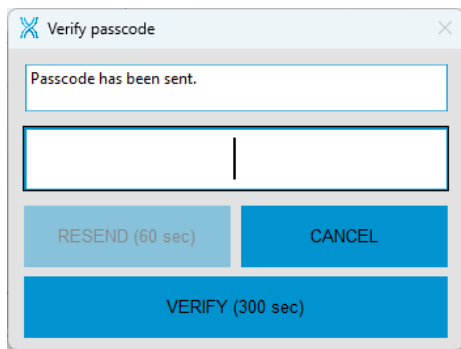 Verify passcode
Passcode has been sent.
RESEND (60 sec)
CANCEL
VERIFY (300 sec)